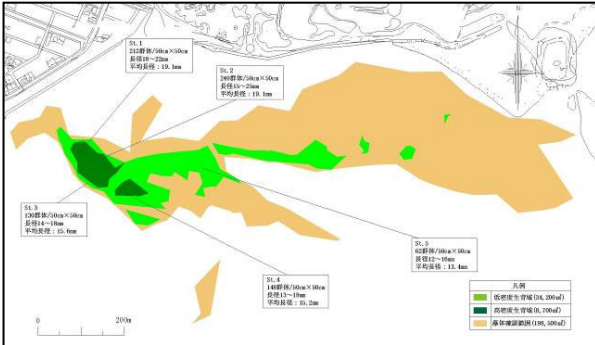 St.1
212群体/50cm×50cm
長径16～22mm
平均長径：19.1mm
St.2
240群体/50cm×50cm
長径15～25mm
平均長径：19.1mm
St.3
130群体/50cm×50cm
長径14～18mm
平均長径：15.6mm
St.4
148群体/50cm×50cm
長径13～18mm
平均長径：15.2mm
St.5
62群体/50cm×50cm
長径12～16mm
平均長径：13.4mm
0
200m
凡例
低密度生育域(34,200㎡)
高密度生育域(8,700㎡)
基体確認範囲(198,500㎡)